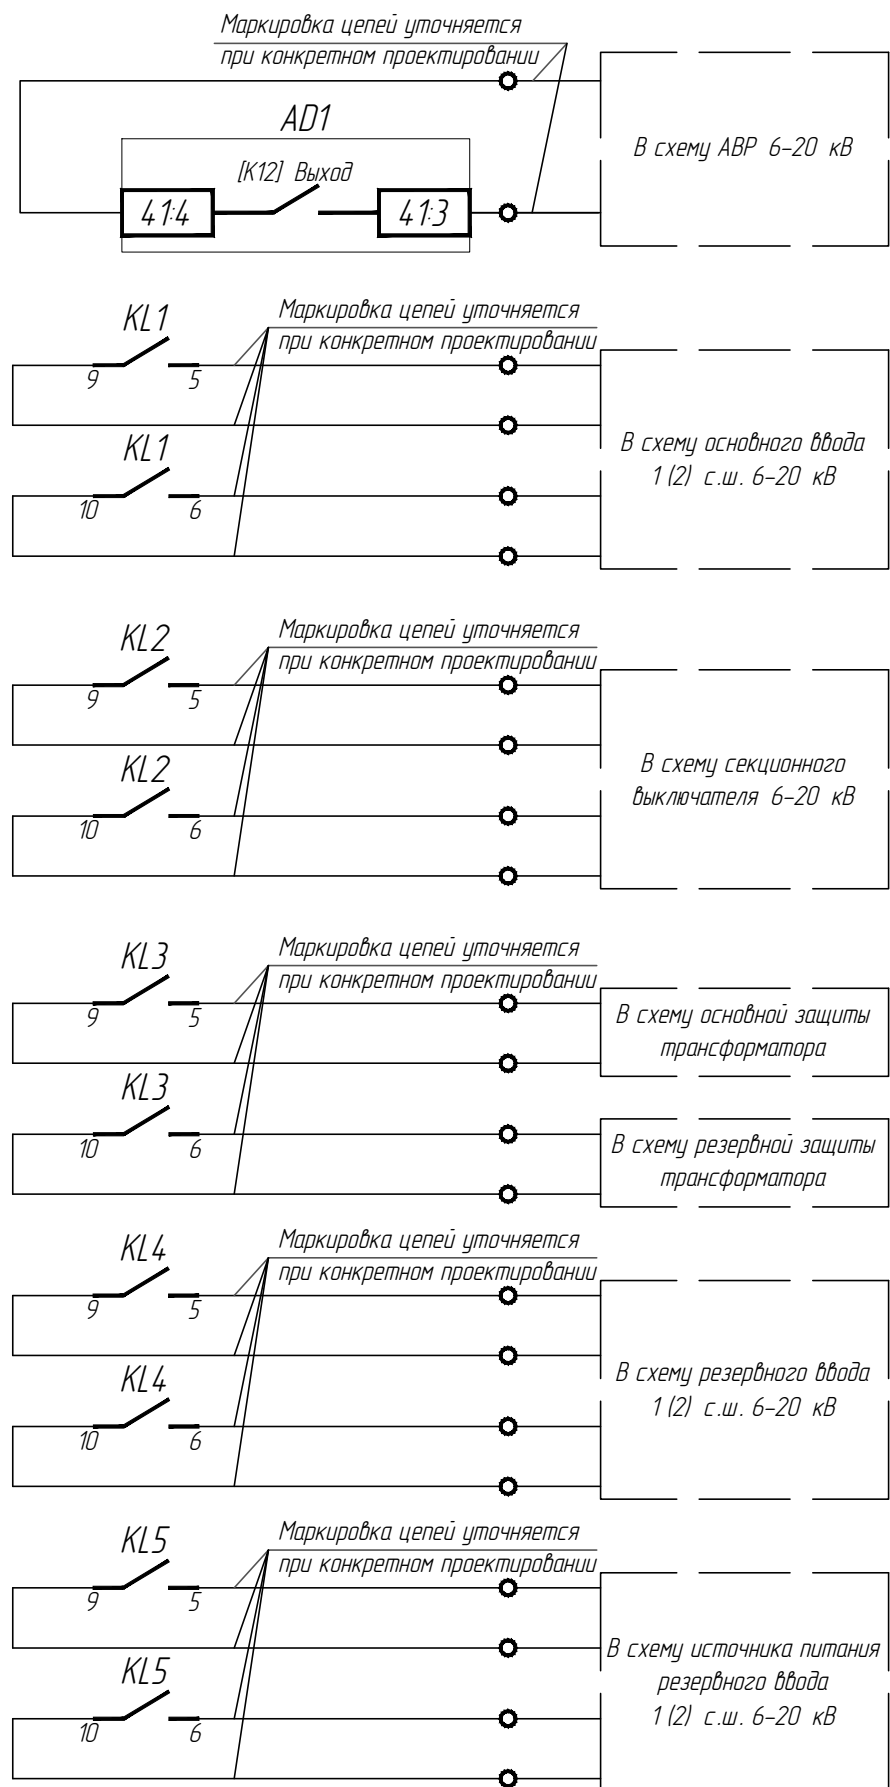 Маркировка цепей уточняется
при конкретном проектировании
AD1
[K12] Выход
41:4
41:3
В схему АВР 6-20 кВ
KL1
Маркировка цепей уточняется
при конкретном проектировании
9
5
KL1
10
6
В схему основного ввода
1 (2) с.ш. 6-20 кВ
KL2
Маркировка цепей уточняется
при конкретном проектировании
9
5
KL2
10
6
В схему секционного
выключателя 6-20 кВ
KL3
Маркировка цепей уточняется
при конкретном проектировании
9
5
В схему основной защиты
трансформатора
KL3
10
6
В схему резервной защиты
трансформатора
KL4
Маркировка цепей уточняется
при конкретном проектировании
9
5
KL4
10
6
В схему резервного ввода
1 (2) с.ш. 6-20 кВ
KL5
Маркировка цепей уточняется
при конкретном проектировании
9
5
KL5
10
6
В схему источника питания
резервного ввода
1 (2) с.ш. 6-20 кВ